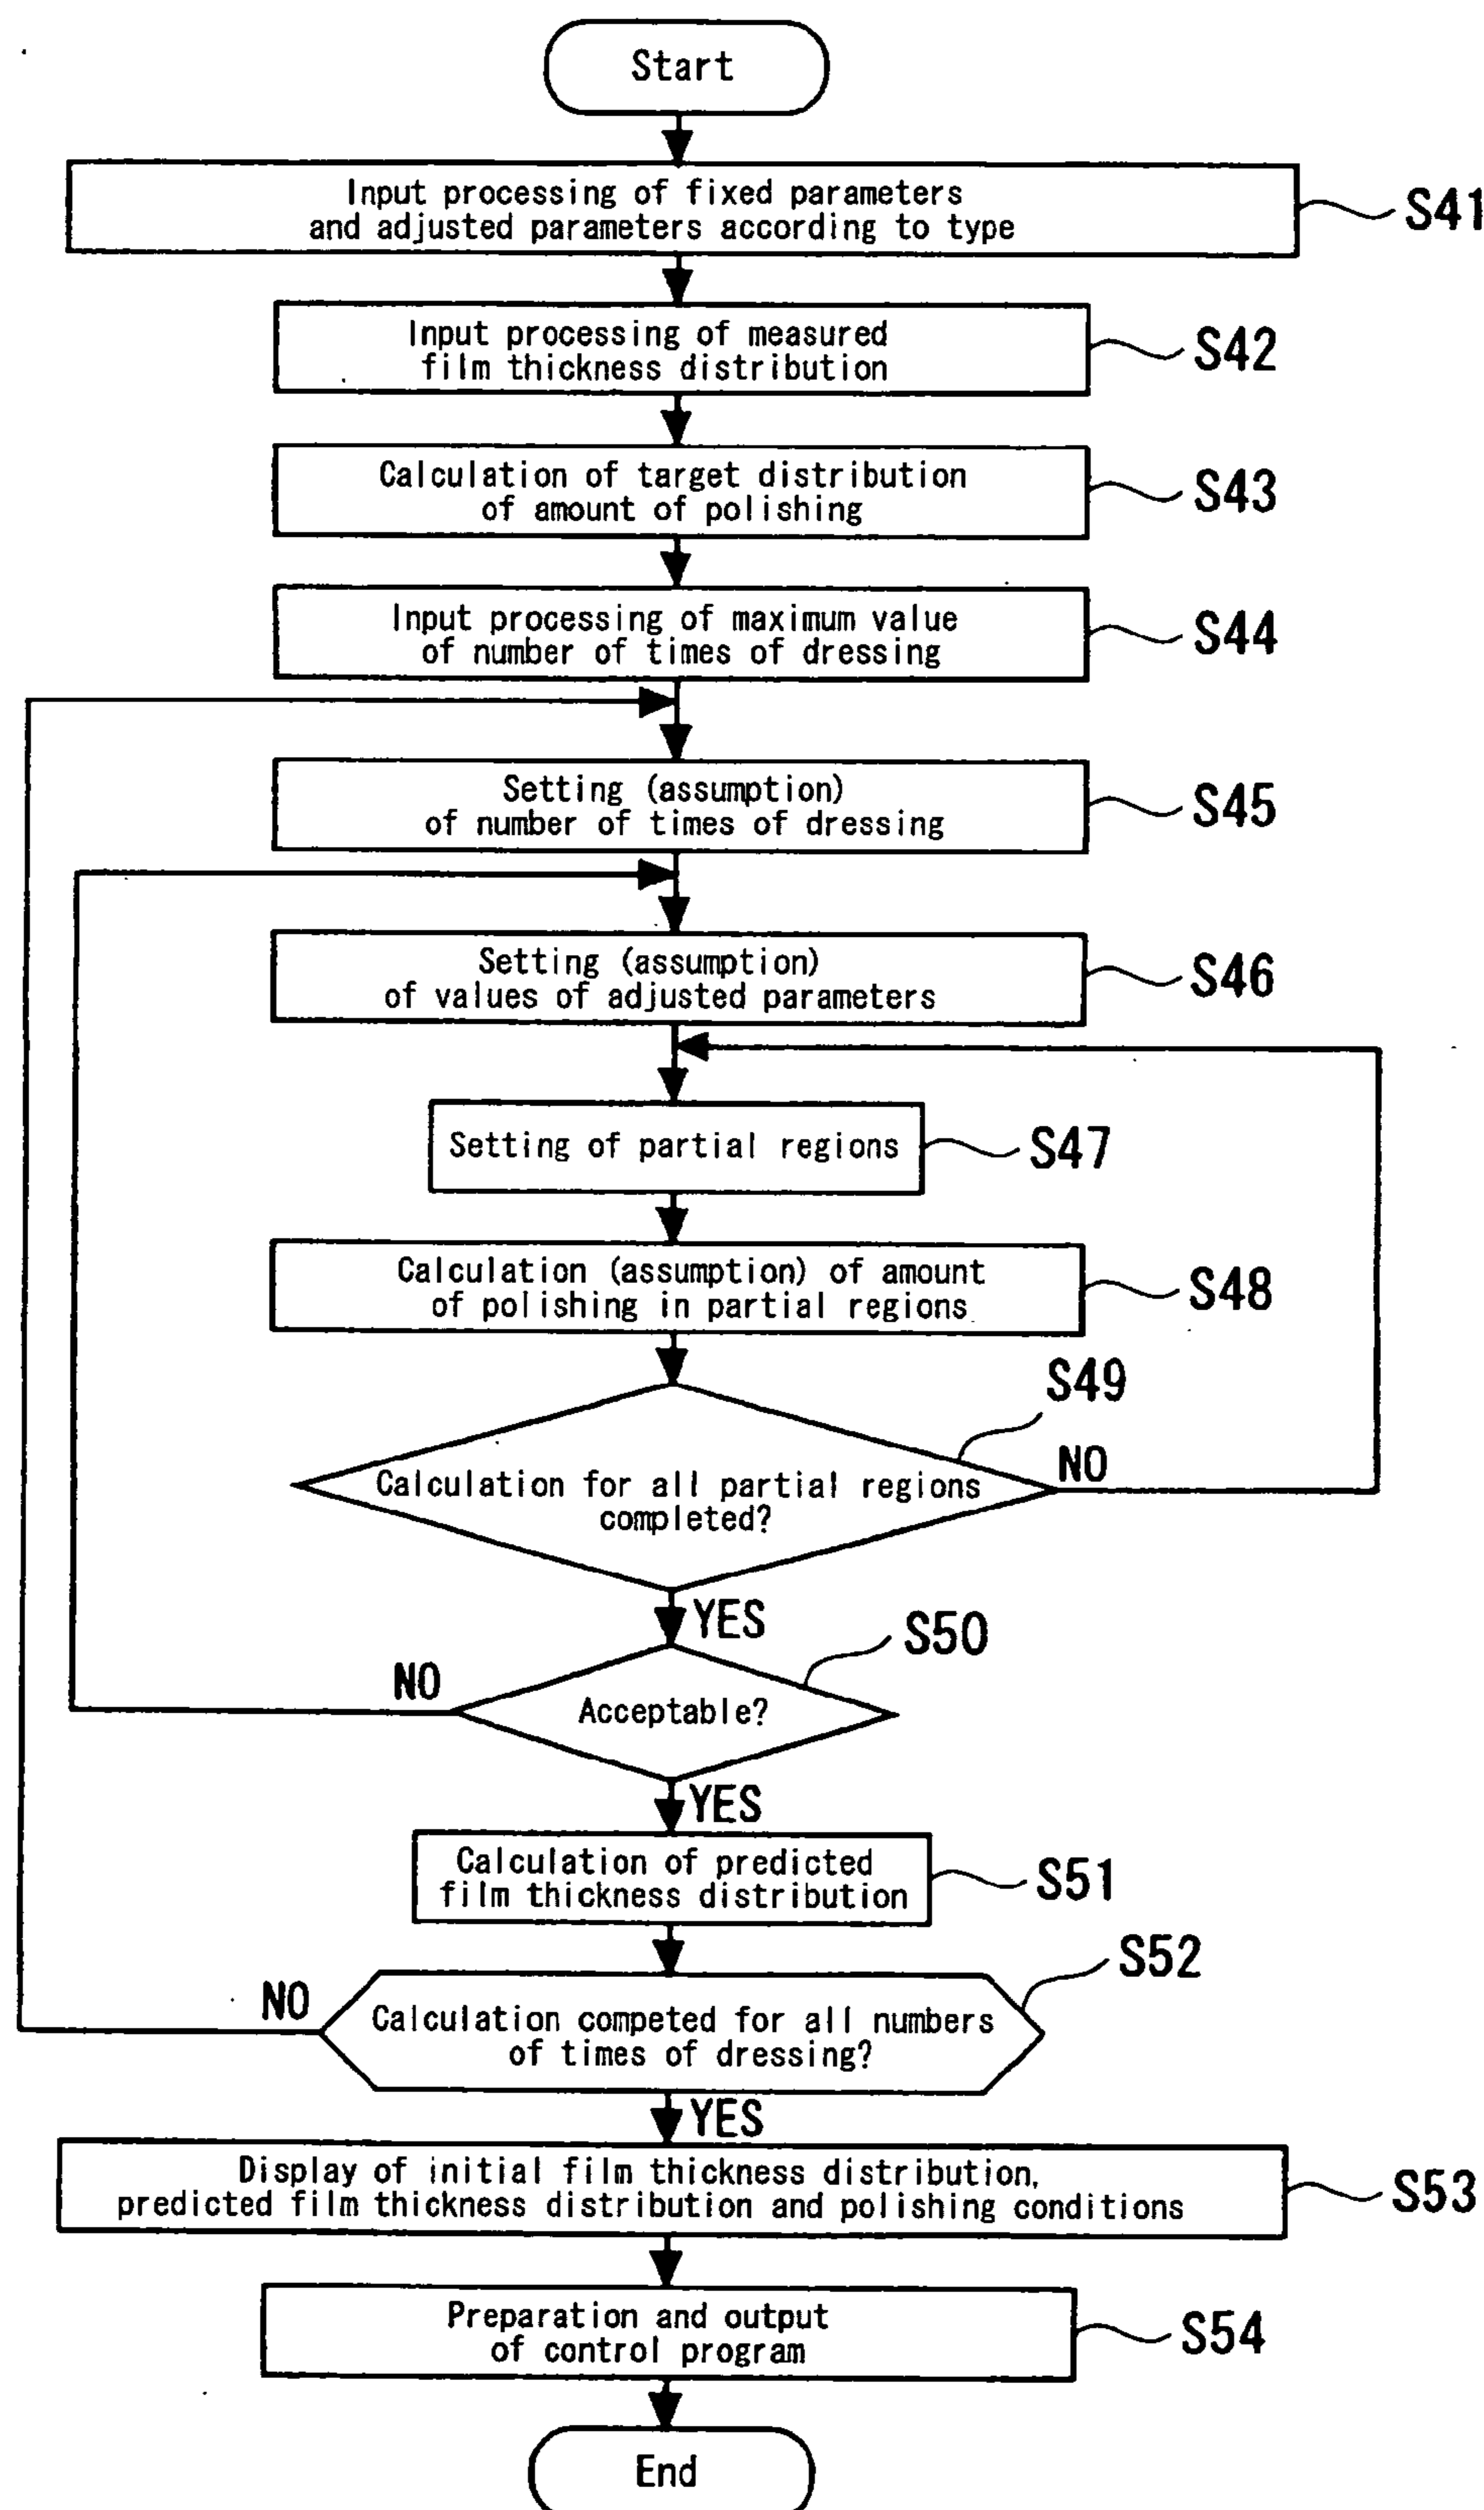 Start
Input processing of fixed parameters
and adjusted parameters according to type
S41
Input processing of measured
film thickness distribution
S42
Calculation of target distribution
of amount of polishing
S43
Input processing of maximum value
of number of times of dressing
S44
Setting (assumption)
of number of times of dressing
S45
Setting (assumption)
of values of adjusted parameters
S46
Setting of partial regions
S47
Calculation (assumption) of amount
of polishing in partial regions
S48
S49
Calculation for all partial regions
completed?
NO
YES
S50
NO
Acceptable?
YES
Calculation of predicted
film thickness distribution
S51
S52
NO
Calculation competed for all numbers
of times of dressing?
YES
Display of initial film thickness distribution,
predicted film thickness distribution and polishing conditions
S53
Preparation and output
of control program
S54
End